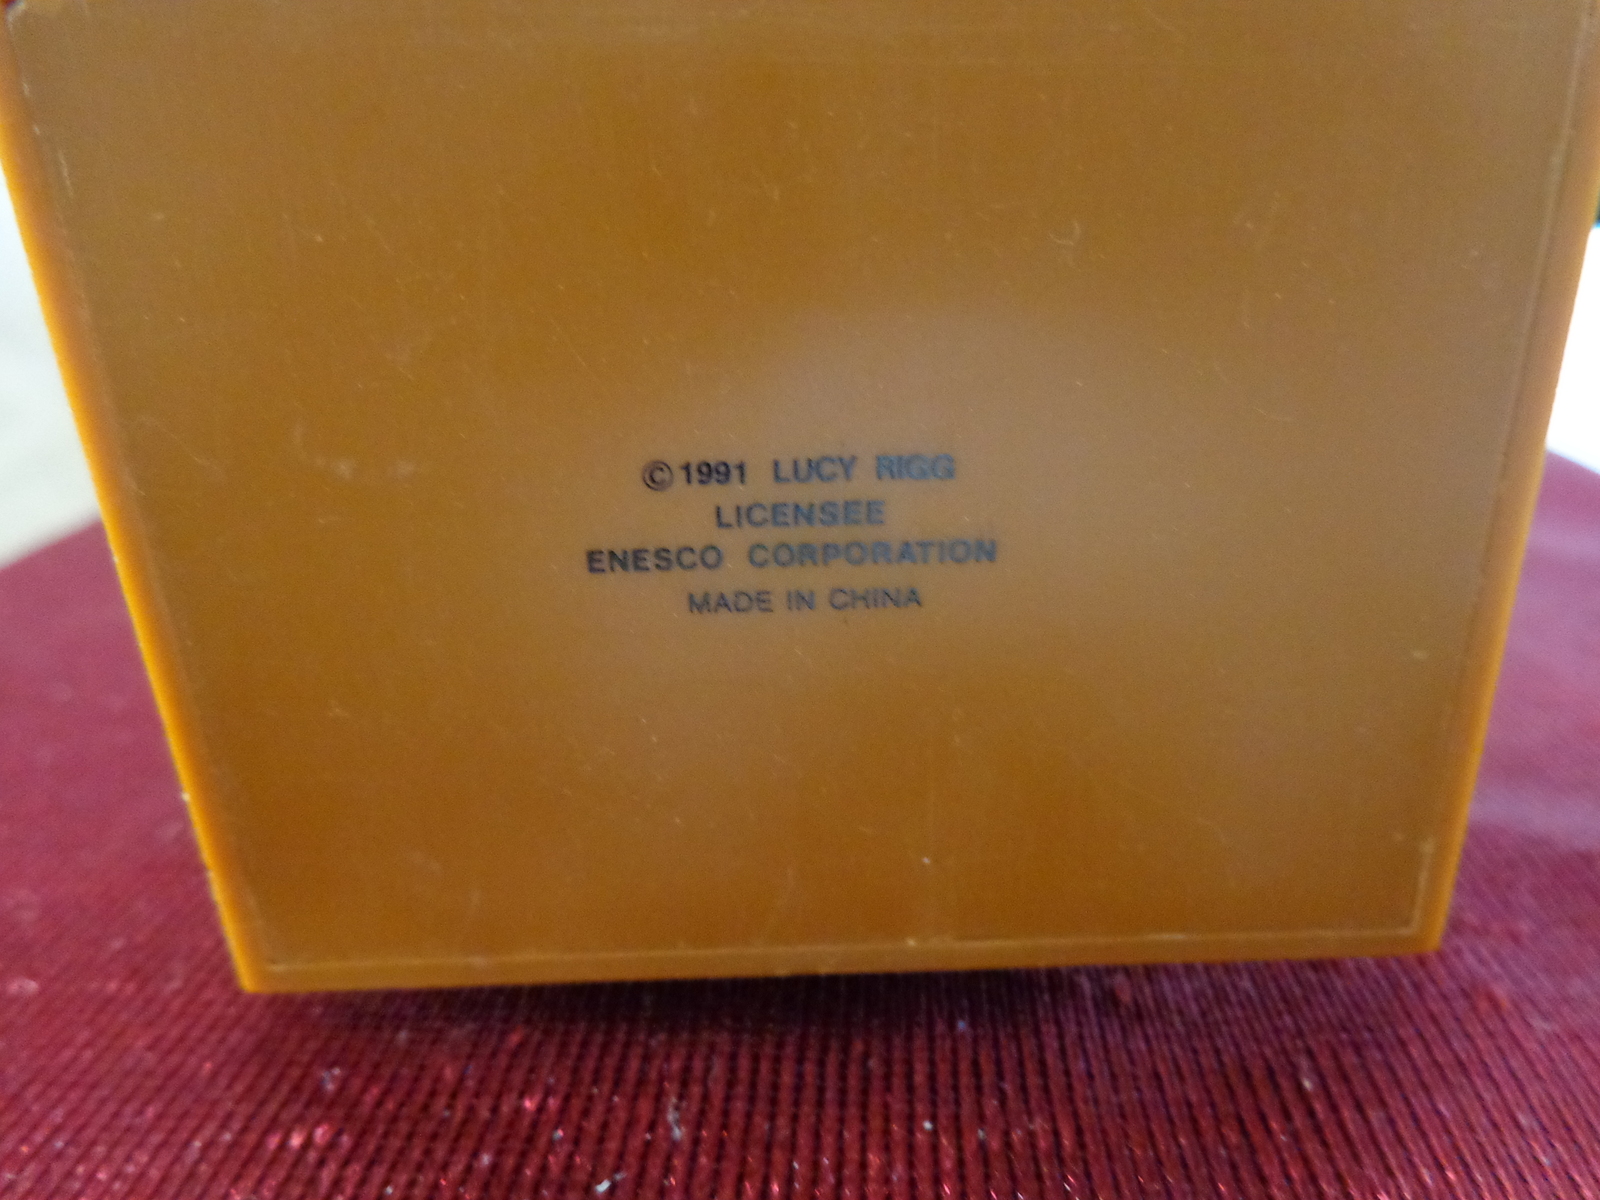 ©1991 LUCY RIGG
LICENSEE
ENESCO CORPORATION
MADE IN CHINA